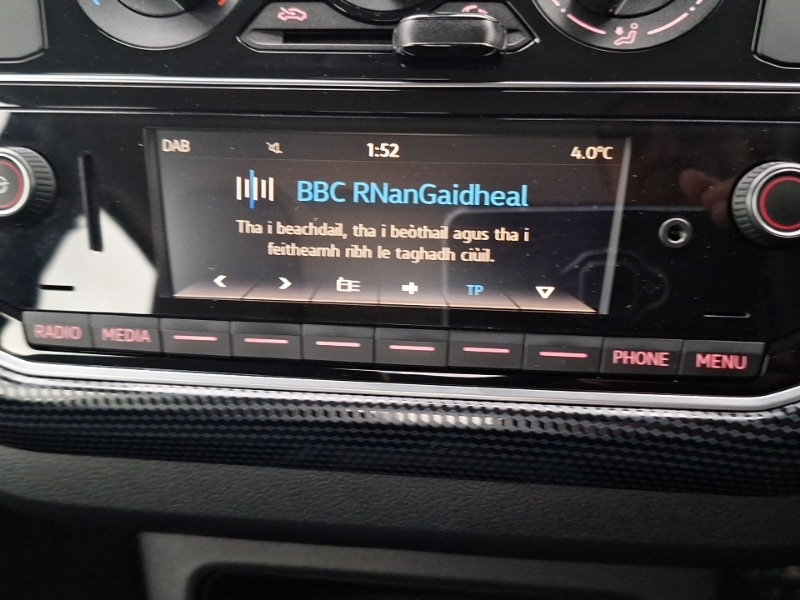 DAB 1:52 4.0°C
BBC RNanGaidheal
Tha i beachdail, tha i beòthail agus tha i
feitheamh ribh le taghadh ciùil.
TP
RADIO MEDIA PHONE MENU